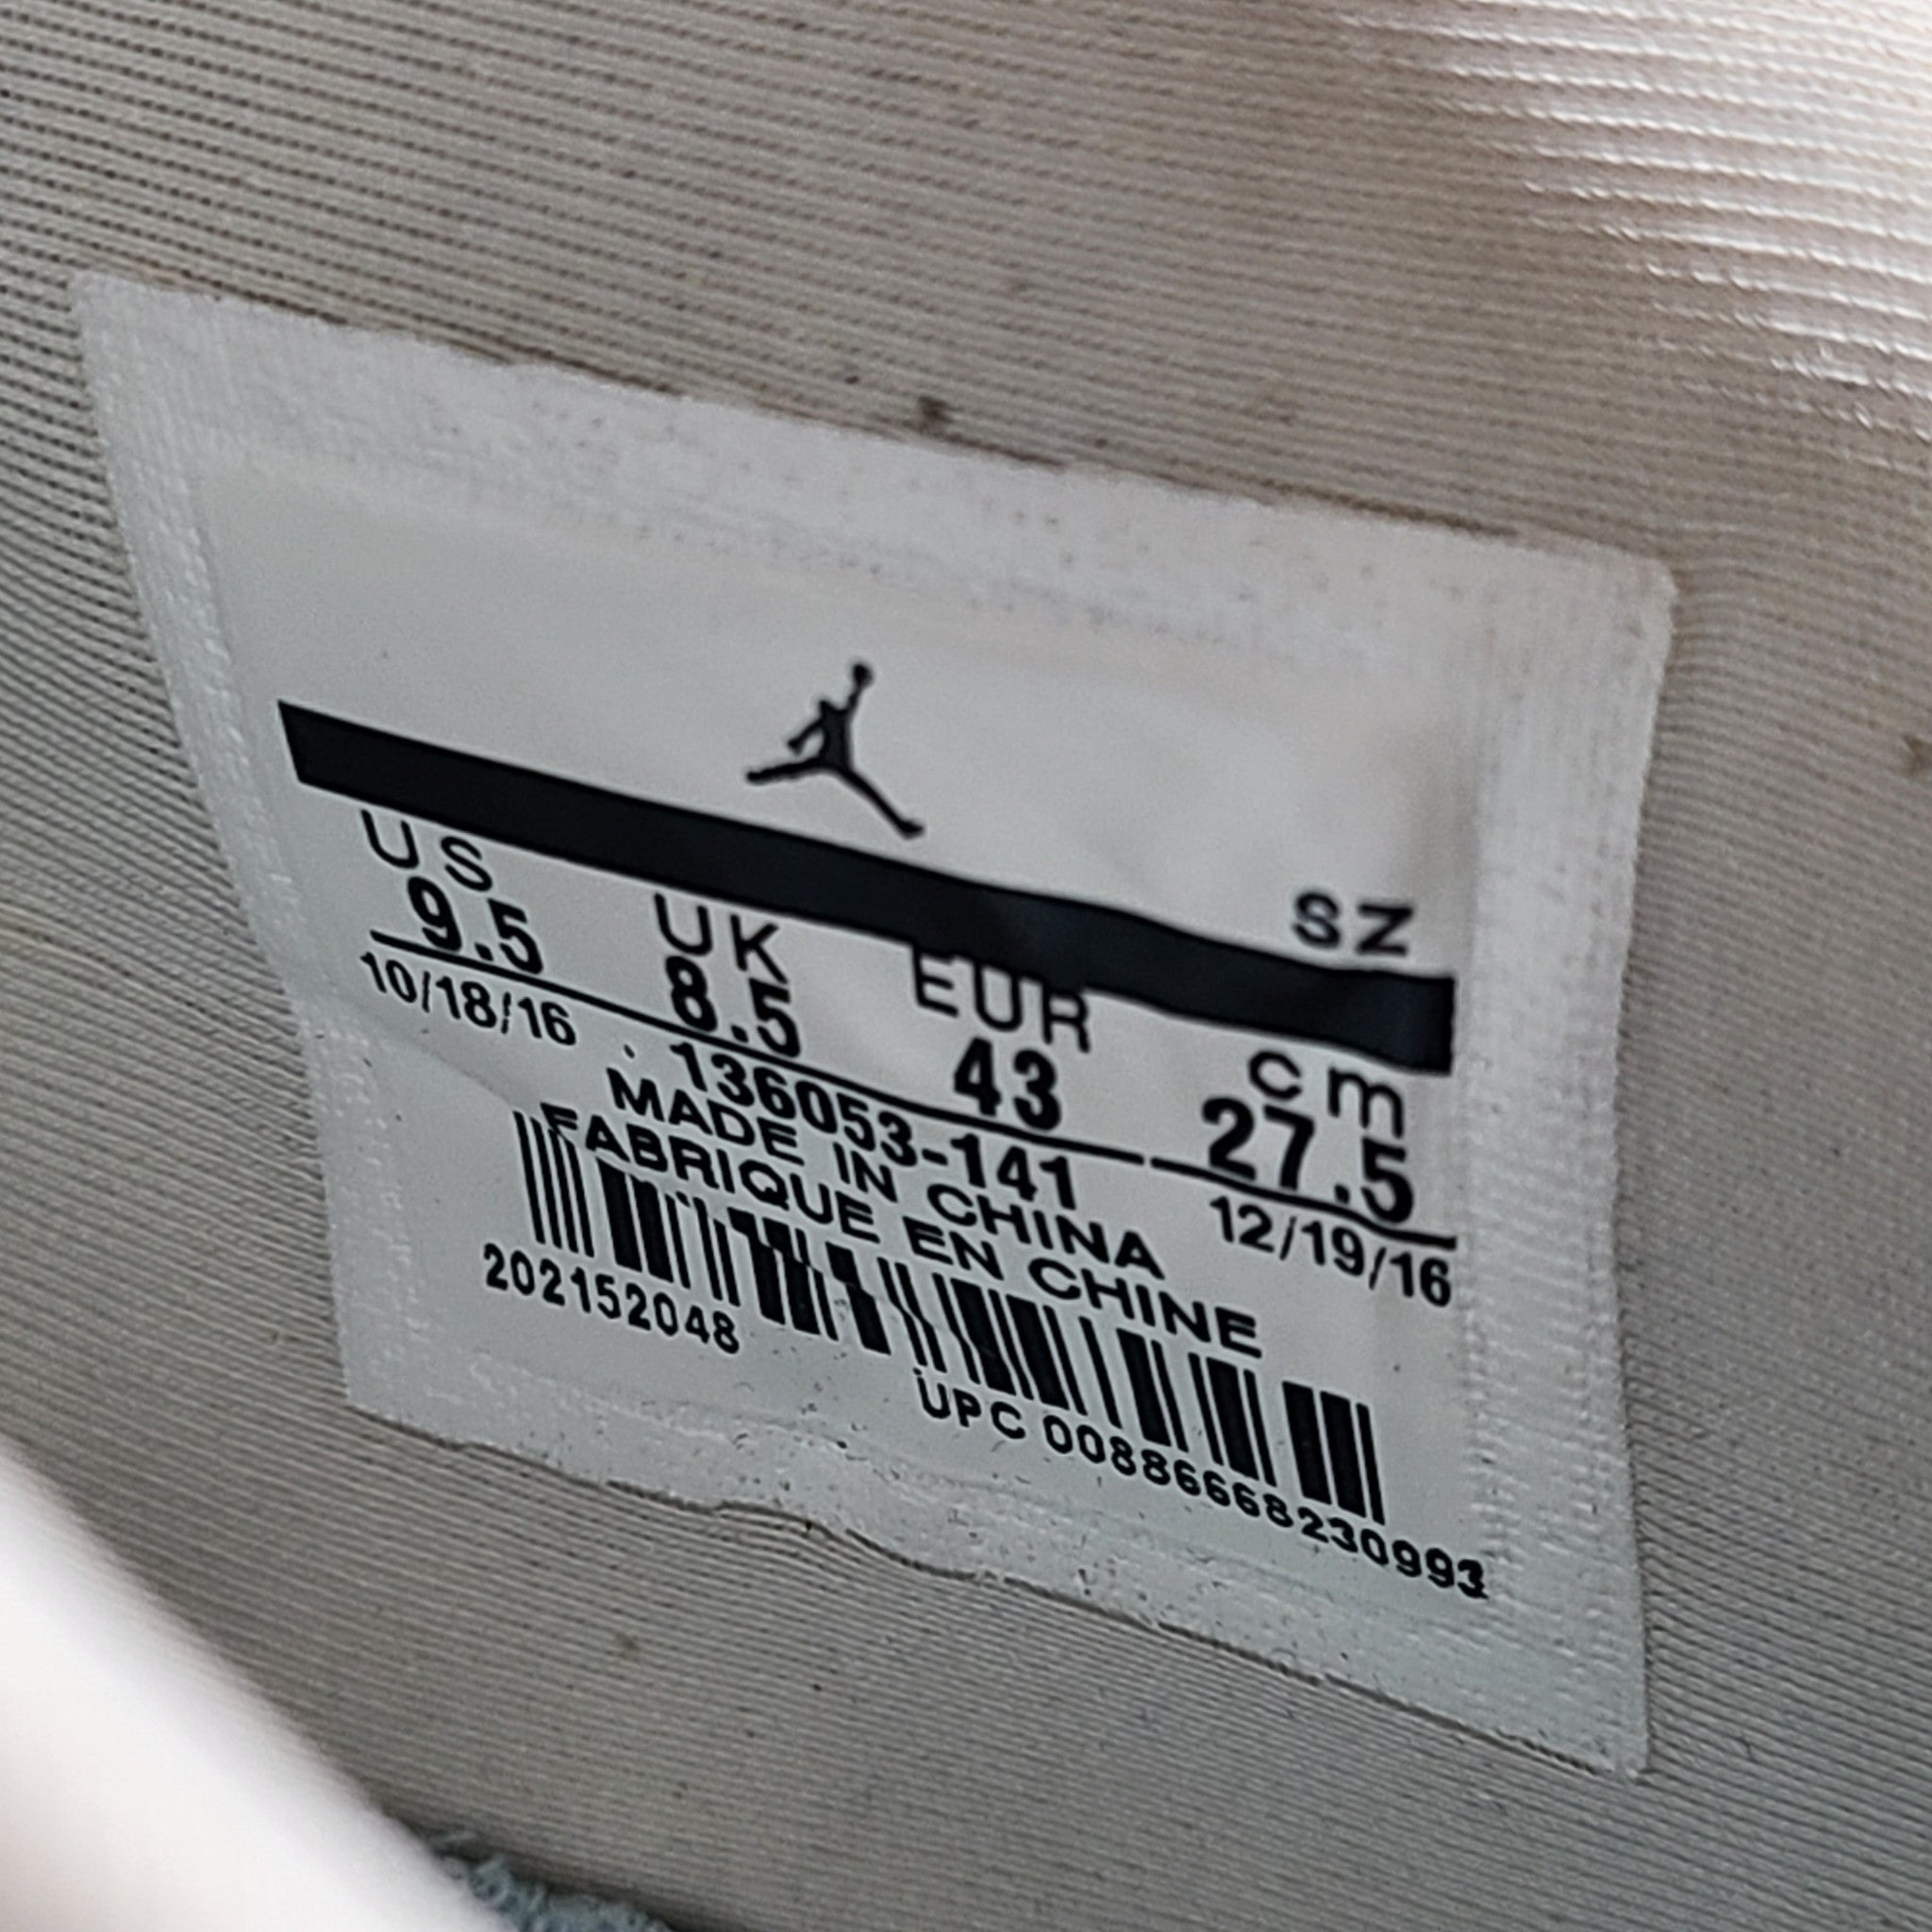 SZ
US UK EUR cm
9.5 8.5 43 27.5
10/18/16 136053-141 12/19/16
MADE IN CHINA
FABRIQUE EN CHINE
202152048
UPC 00886668230993